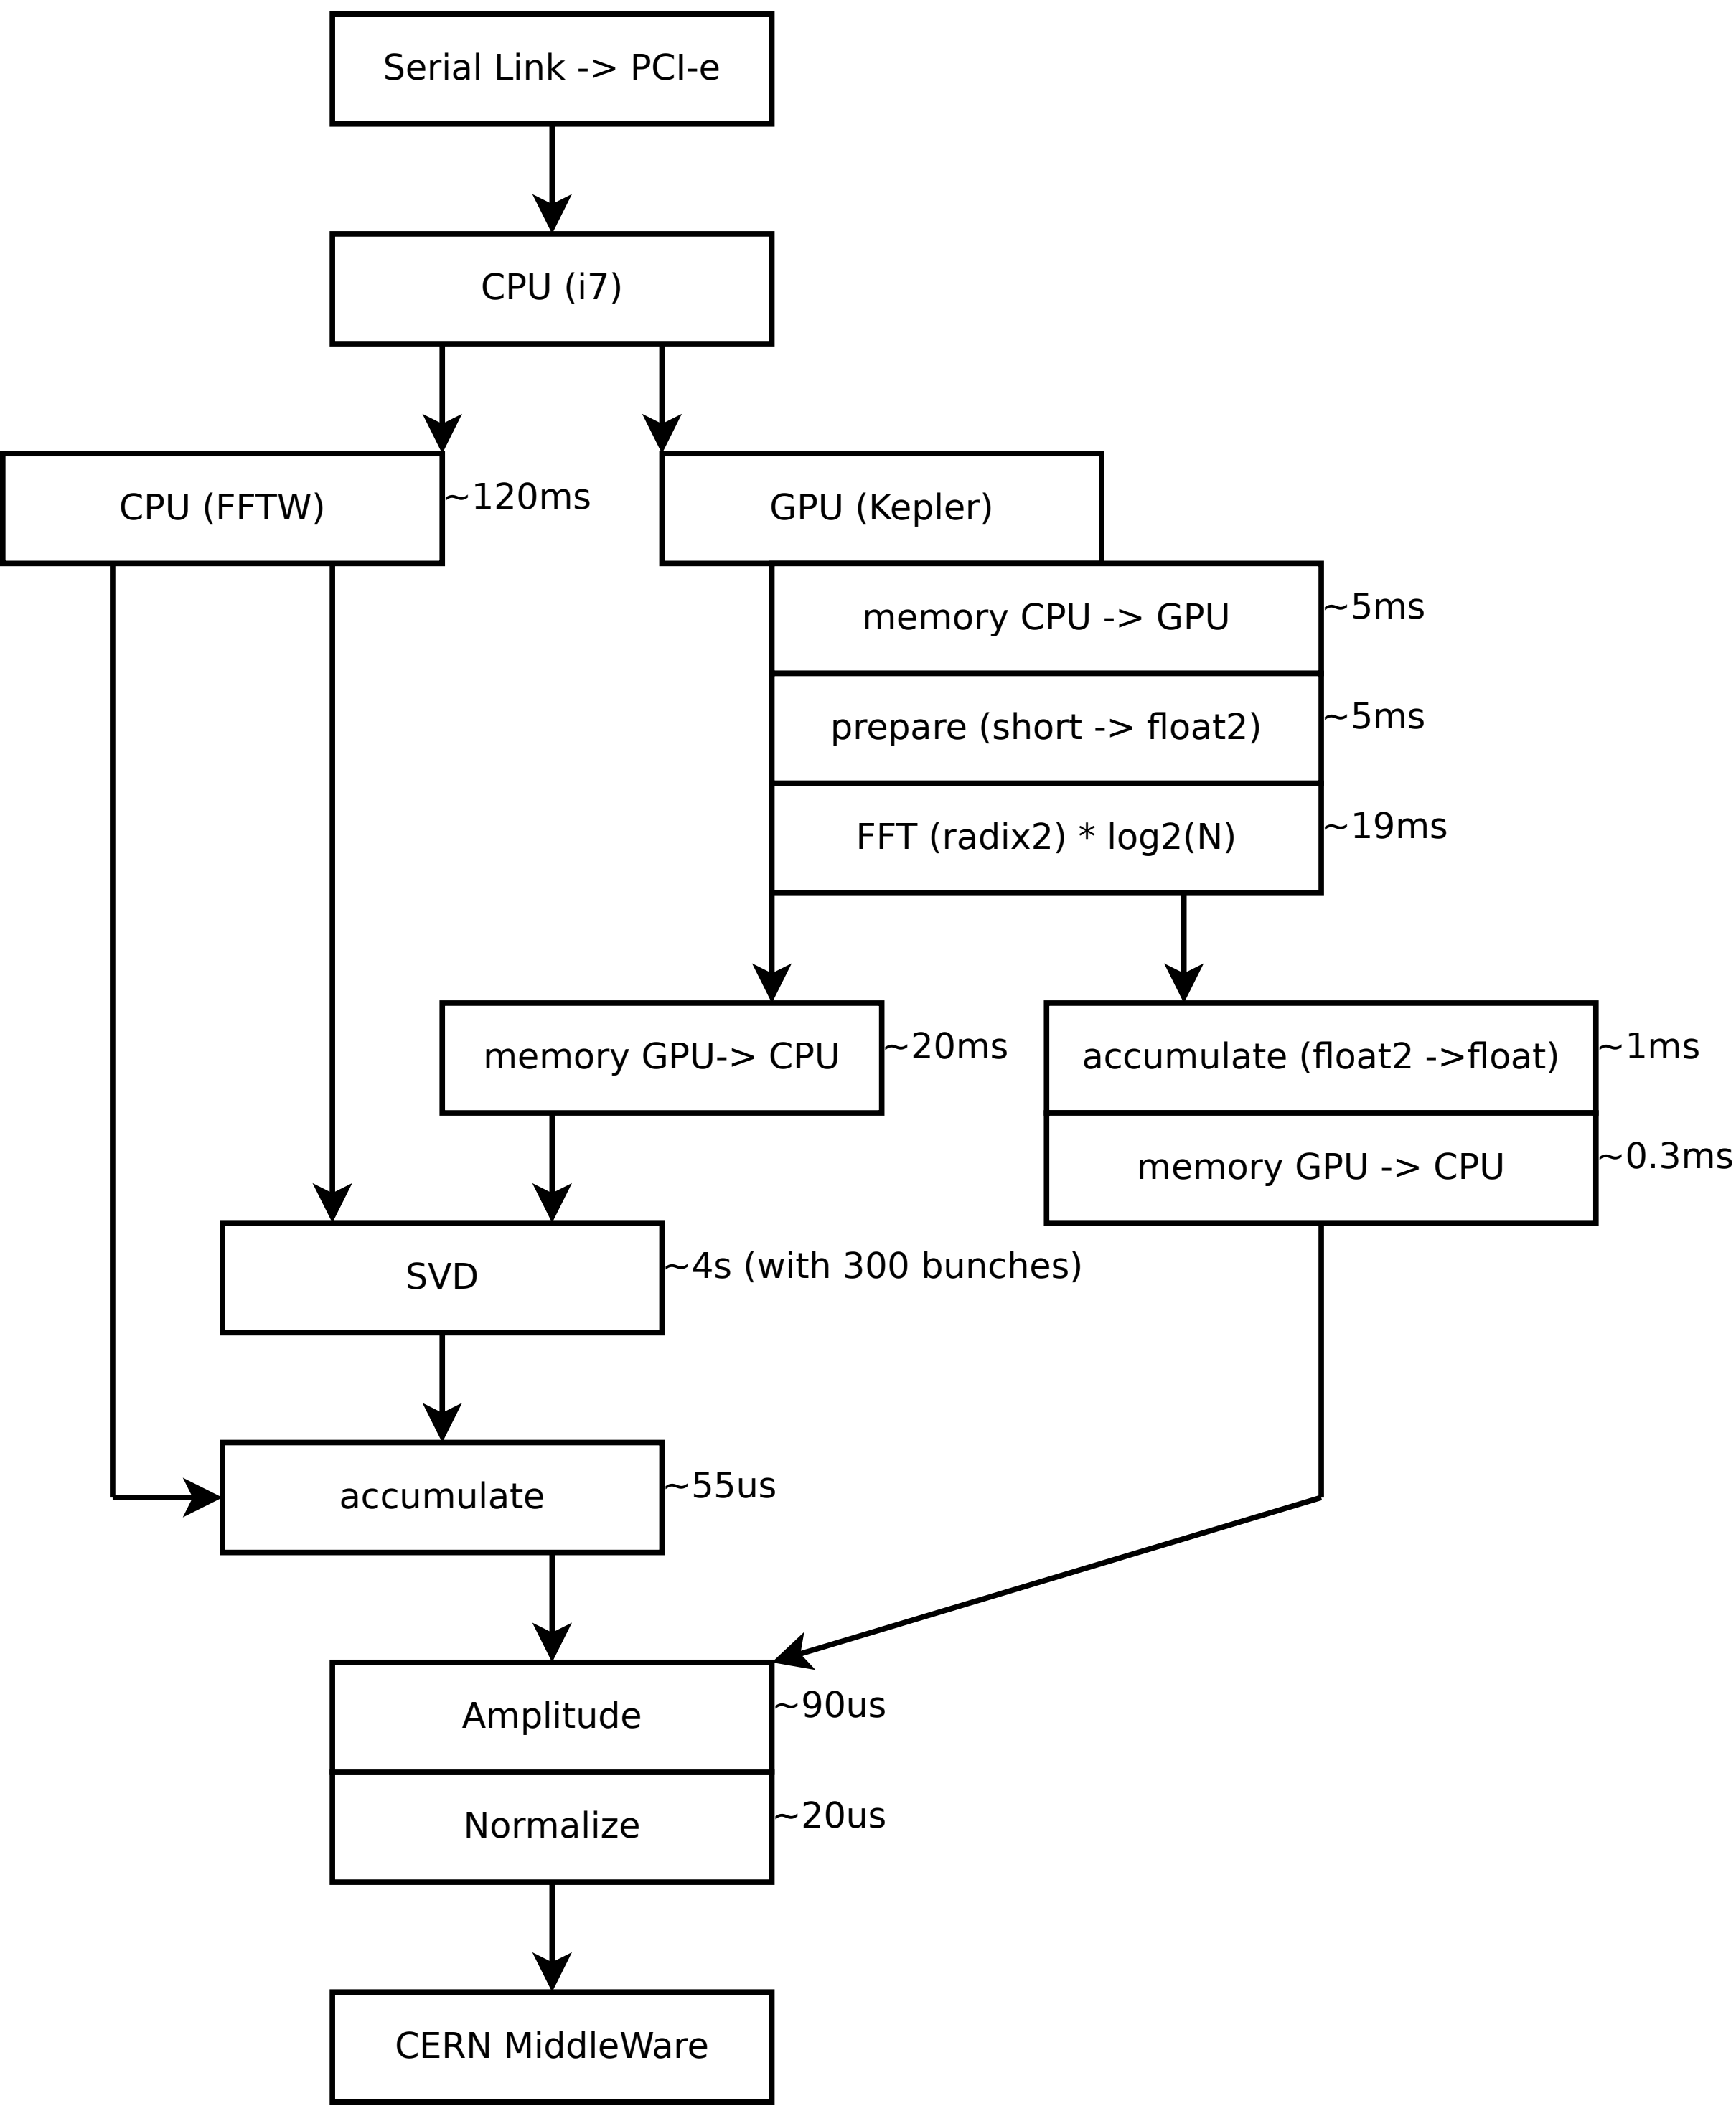 Serial Link -> PCI-e
CPU (i7)
CPU (FFTW)
~120ms
GPU (Kepler)
memory CPU -> GPU
~5ms
prepare (short -> float2)
~5ms
FFT (radix2) * log2(N)
~19ms
memory GPU-> CPU
~20ms
accumulate (float2 ->float)
~1ms
memory GPU -> CPU
~0.3ms
SVD
~4s (with 300 bunches)
accumulate
~55us
Amplitude
~90us
Normalize
~20us
CERN MiddleWare